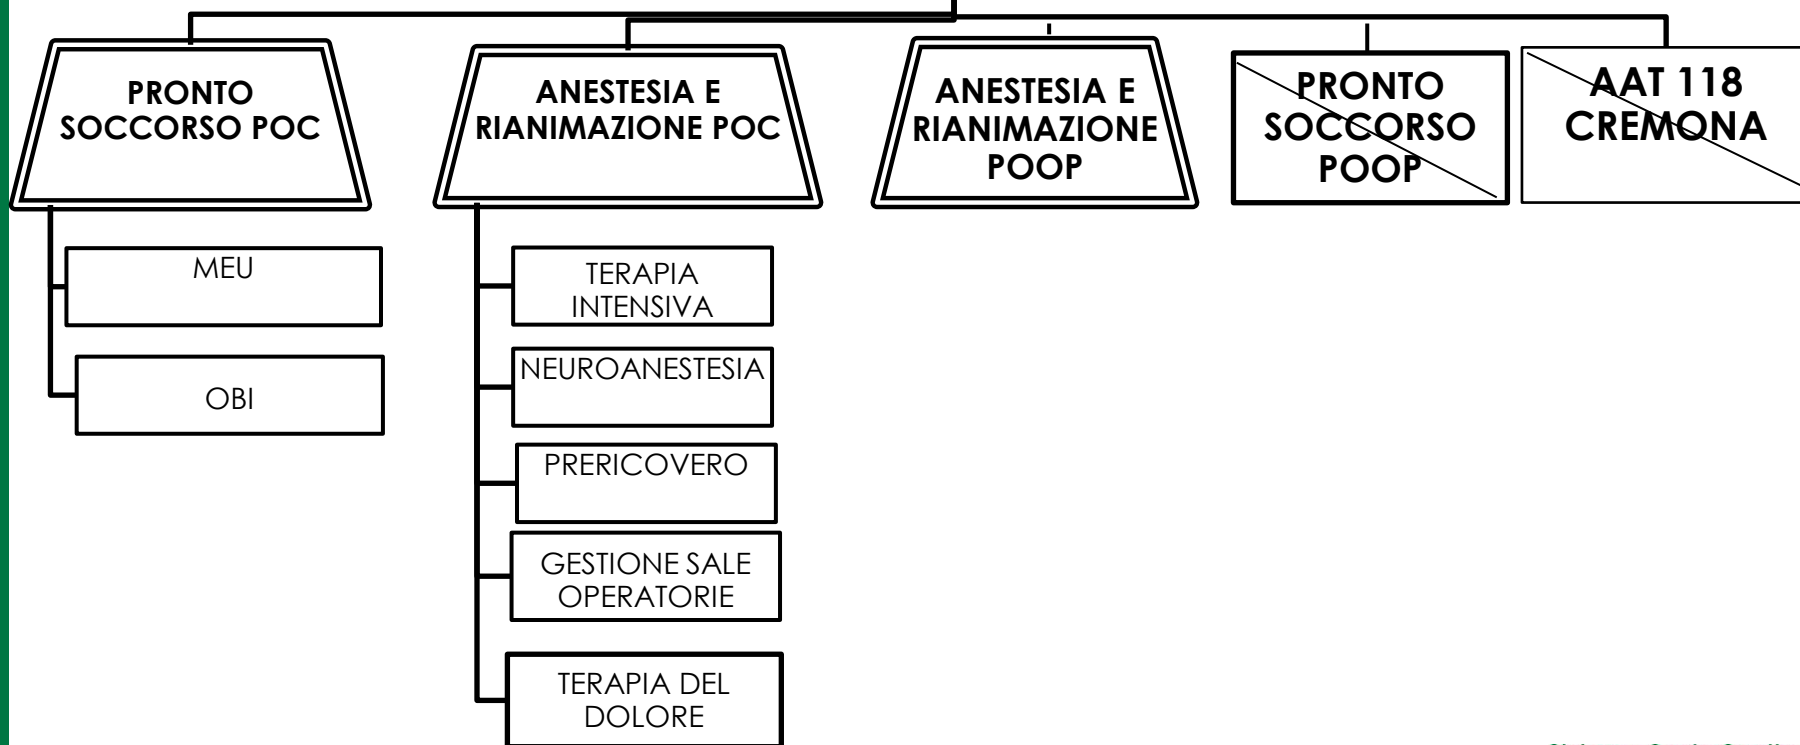 PRONTO
SOCCORSO POC
ANESTESIA E
RIANIMAZIONE POC
ANESTESIA E
RIANIMAZIONE
POOP
PRONTO
SOCCORSO
POOP
AAT 118
CREMONA
MEU
OBI
TERAPIA
INTENSIVA
NEUROANESTESIA
PRERICOVERO
GESTIONE SALE
OPERATORIE
TERAPIA DEL
DOLORE